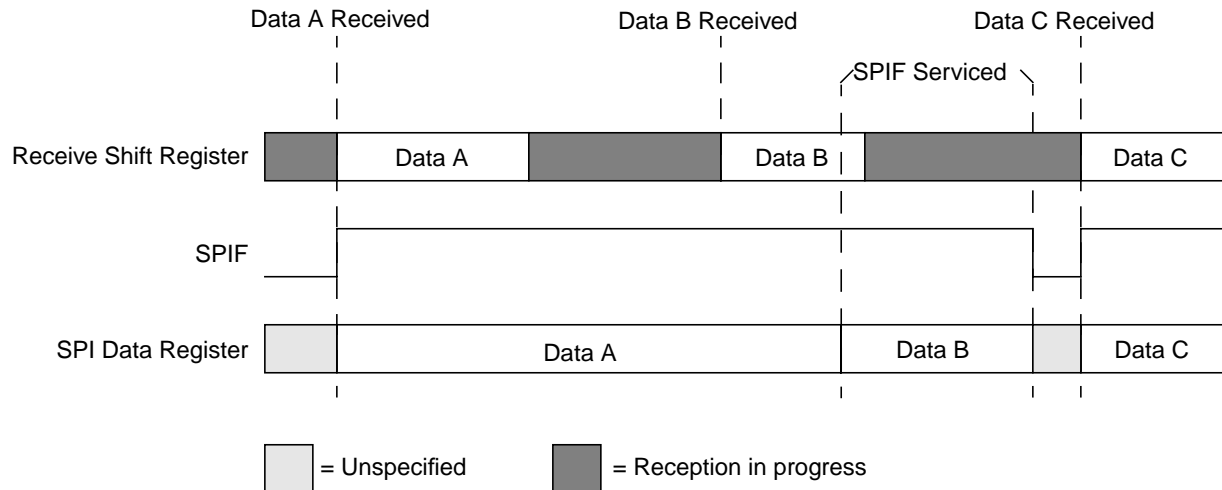 Data A Received
Data B Received
Data C Received
SPIF Serviced
Receive Shift Register
Data A
Data B
Data C
SPIF
SPI Data Register
Data A
Data B
Data C
= Unspecified
= Reception in progress